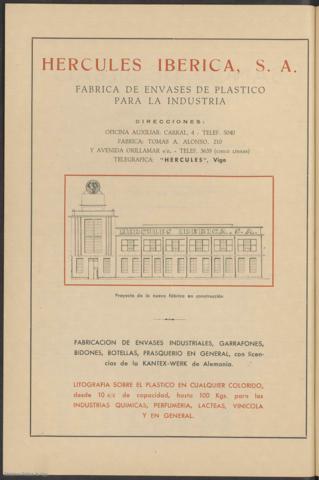 HERCULES IBERICA, S. A.
FABRICA DE ENVASES DE PLASTICO
PARA LA INDUSTRIA
DIRECCIONES:
OFICINA AUXILIAR: CARRAL, 4 - TELEF. 5040
FABRICA: TOMAS A. ALONSO, 210
Y AVENIDA ORILLAMAR s/n. - TELEF. 3659 (CINCO LÍNEAS)
TELEGRAFICA: "HERCULES", Vigo
HERCULES IBERICA, S.A.
Proyecto de la nueva fábrica en construcción
FABRICACION DE ENVASES INDUSTRIALES, GARRAFONES,
BIDONES, BOTELLAS, FRASQUERIO EN GENERAL, con licen-
cias de la KANTEX-WERK de Alemania.
LITOGRAFIA SOBRE EL PLASTICO EN CUALQUIER COLORIDO,
desde 10 c/c de capacidad, hasta 100 Kgs. para las
INDUSTRIAS QUIMICAS, PERFUMERIA, LACTEAS, VINICOLA
Y EN GENERAL.